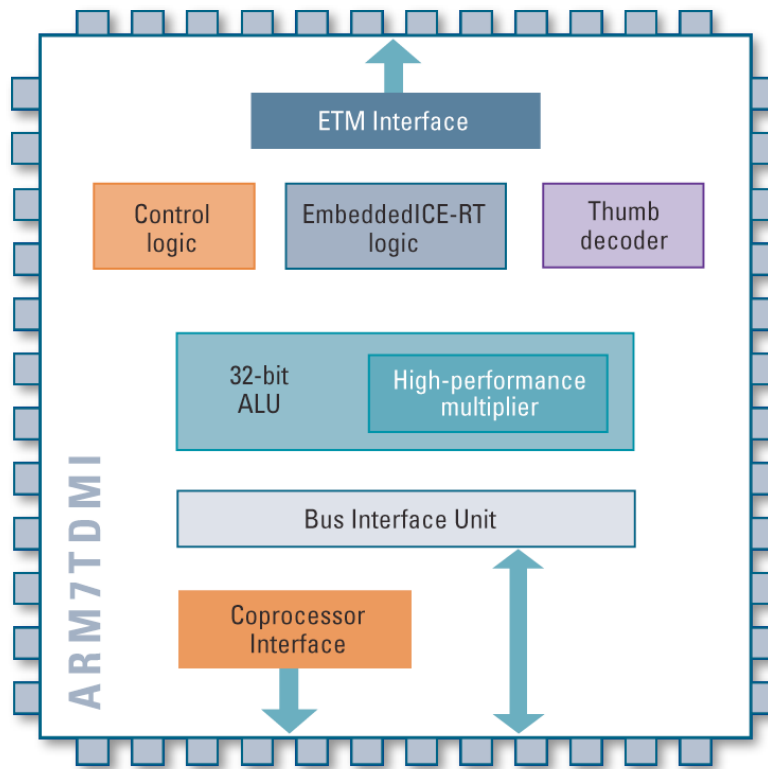 ETM Interface
Control
logic
EmbeddedICE-RT
logic
Thumb
decoder
32-bit
ALU
High-performance
multiplier
Bus Interface Unit
Coprocessor
Interface
ARM7TDMI